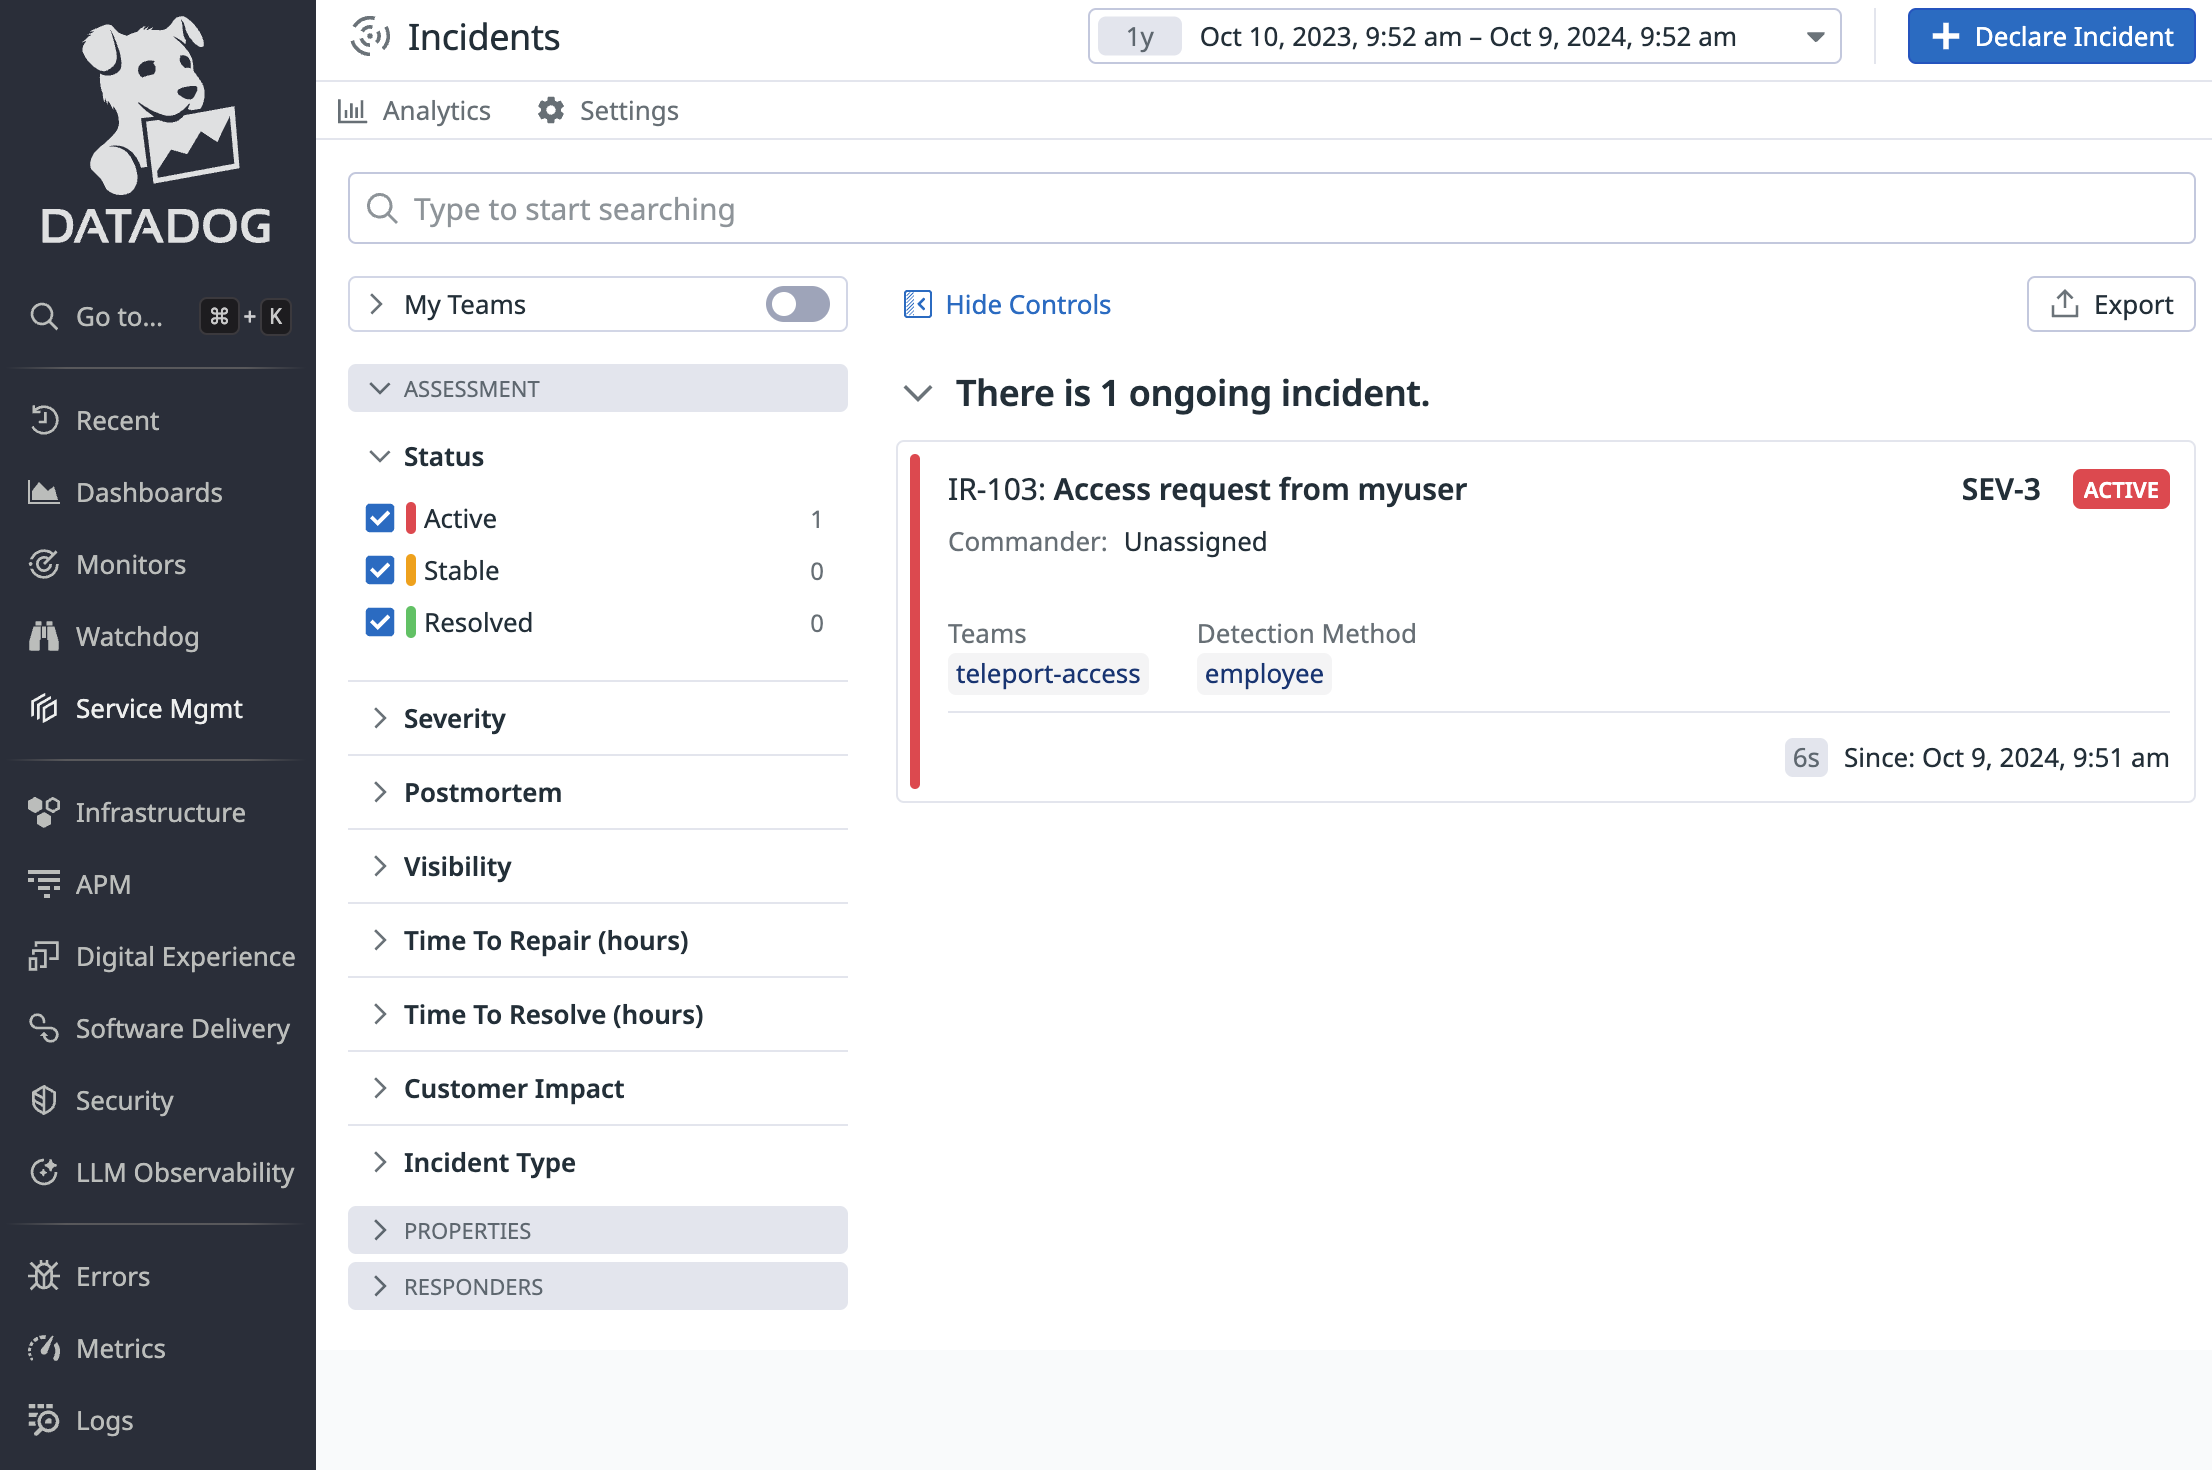 DATADOG
Go to... ⌘ + K
Recent
Dashboards
Monitors
Watchdog
Service Mgmt
Infrastructure
APM
Digital Experience
Software Delivery
Security
LLM Observability
Errors
Metrics
Logs
Incidents
1y Oct 10, 2023, 9:52 am – Oct 9, 2024, 9:52 am
Declare Incident
Analytics Settings
Type to start searching
My Teams
ASSESSMENT
Status
Active 1
Stable 0
Resolved 0
Severity
Postmortem
Visibility
Time To Repair (hours)
Time To Resolve (hours)
Customer Impact
Incident Type
PROPERTIES
RESPONDERS
Hide Controls
Export
There is 1 ongoing incident.
IR-103: Access request from myuser SEV-3 ACTIVE
Commander: Unassigned
Teams Detection Method
teleport-access employee
6s Since: Oct 9, 2024, 9:51 am